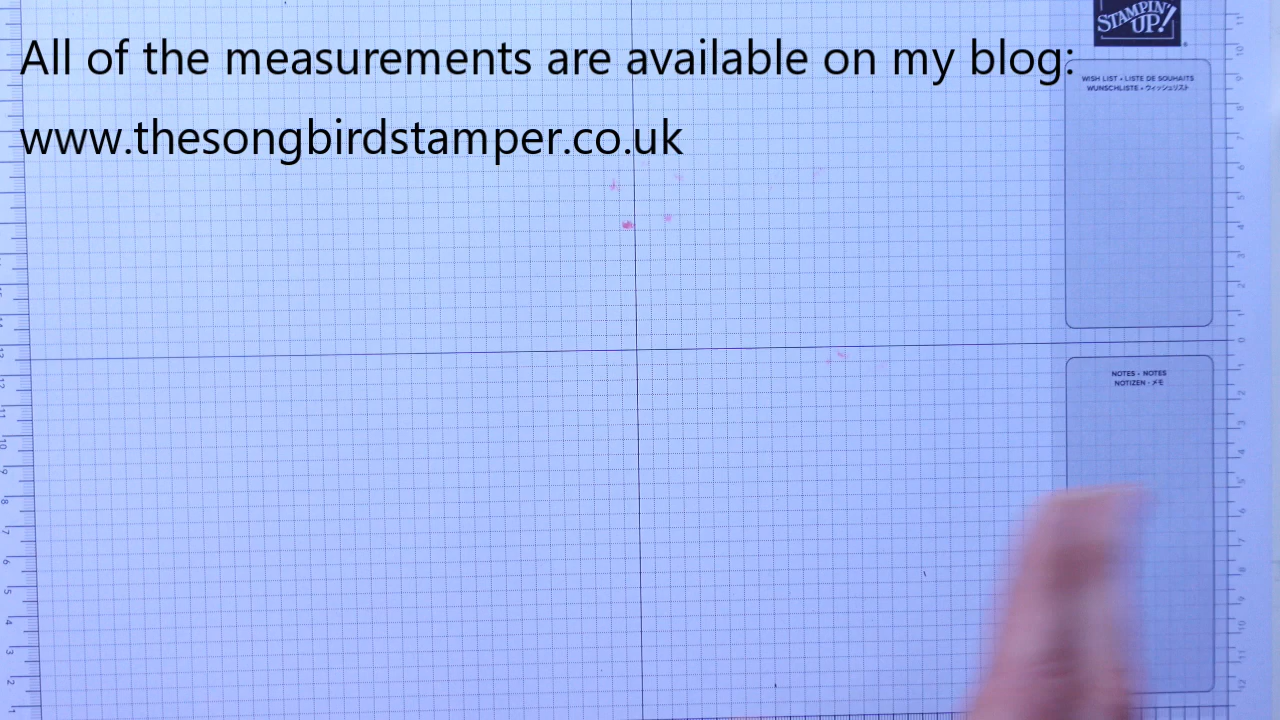 All of the measurements are available on my blog:
www.thesongbirdstamper.co.uk
STAMPIN'
UP!
WISH LIST • LISTE DE SOUHAITS
WUNSCHLISTE • ウィッシュリスト
NOTES • NOTES
NOTIZEN • メモ